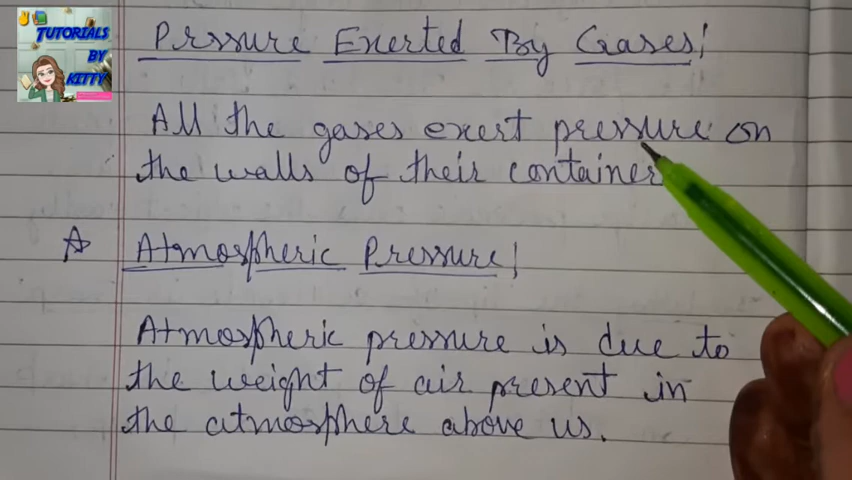 TUTORIALS
BY
KITTY
Prssure Exerted By Gases!
All the gases exert pressure on
the walls of their container
☆ Atmospheric Pressure!
Atmospheric pressure is due to
the weight of air present in
the atmosphere above us.